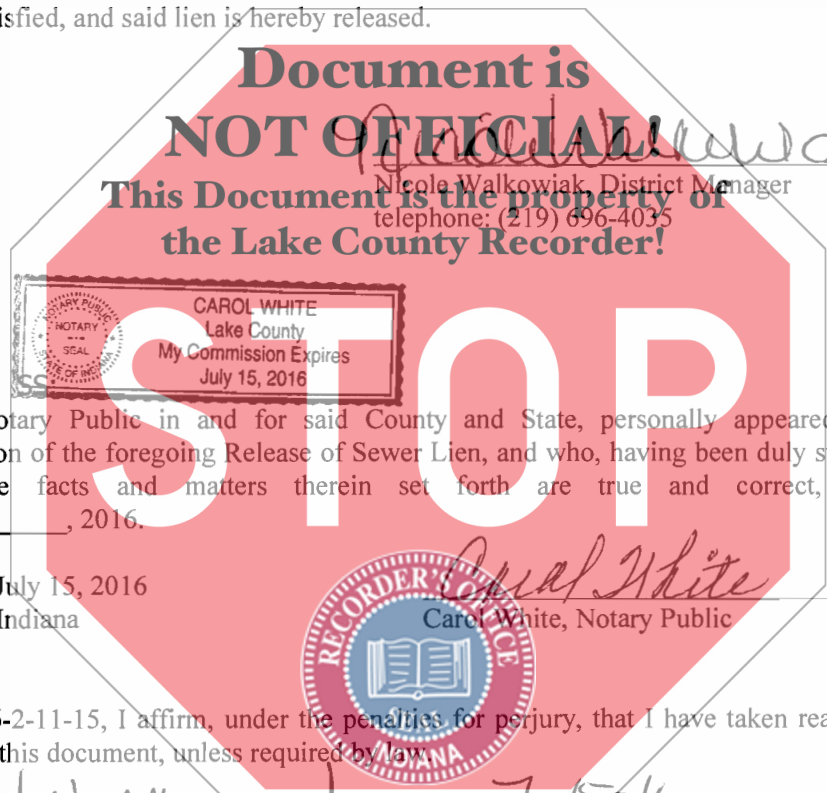 isfied, and said lien is hereby released.
Document is
NOT OFFICIAL!
This Document is the property of
the Lake County Recorder!
Nicole Walkowiak, District Manager
telephone: (219) 696-4035
NOTARY PUBLIC
NOTARY
SEAL
STATE OF INDIANA
CAROL WHITE
Lake County
My Commission Expires
July 15, 2016
SS
STOP
otary Public in and for said County and State, personally appeared
on of the foregoing Release of Sewer Lien, and who, having been duly s
e facts and matters therein set forth are true and correct,
, 2016.
July 15, 2016
Indiana
Carol White
Carol White, Notary Public
RECORDER'S OFFICE
INDIANA
-2-11-15, I affirm, under the penalties for perjury, that I have taken rea
this document, unless required by law.